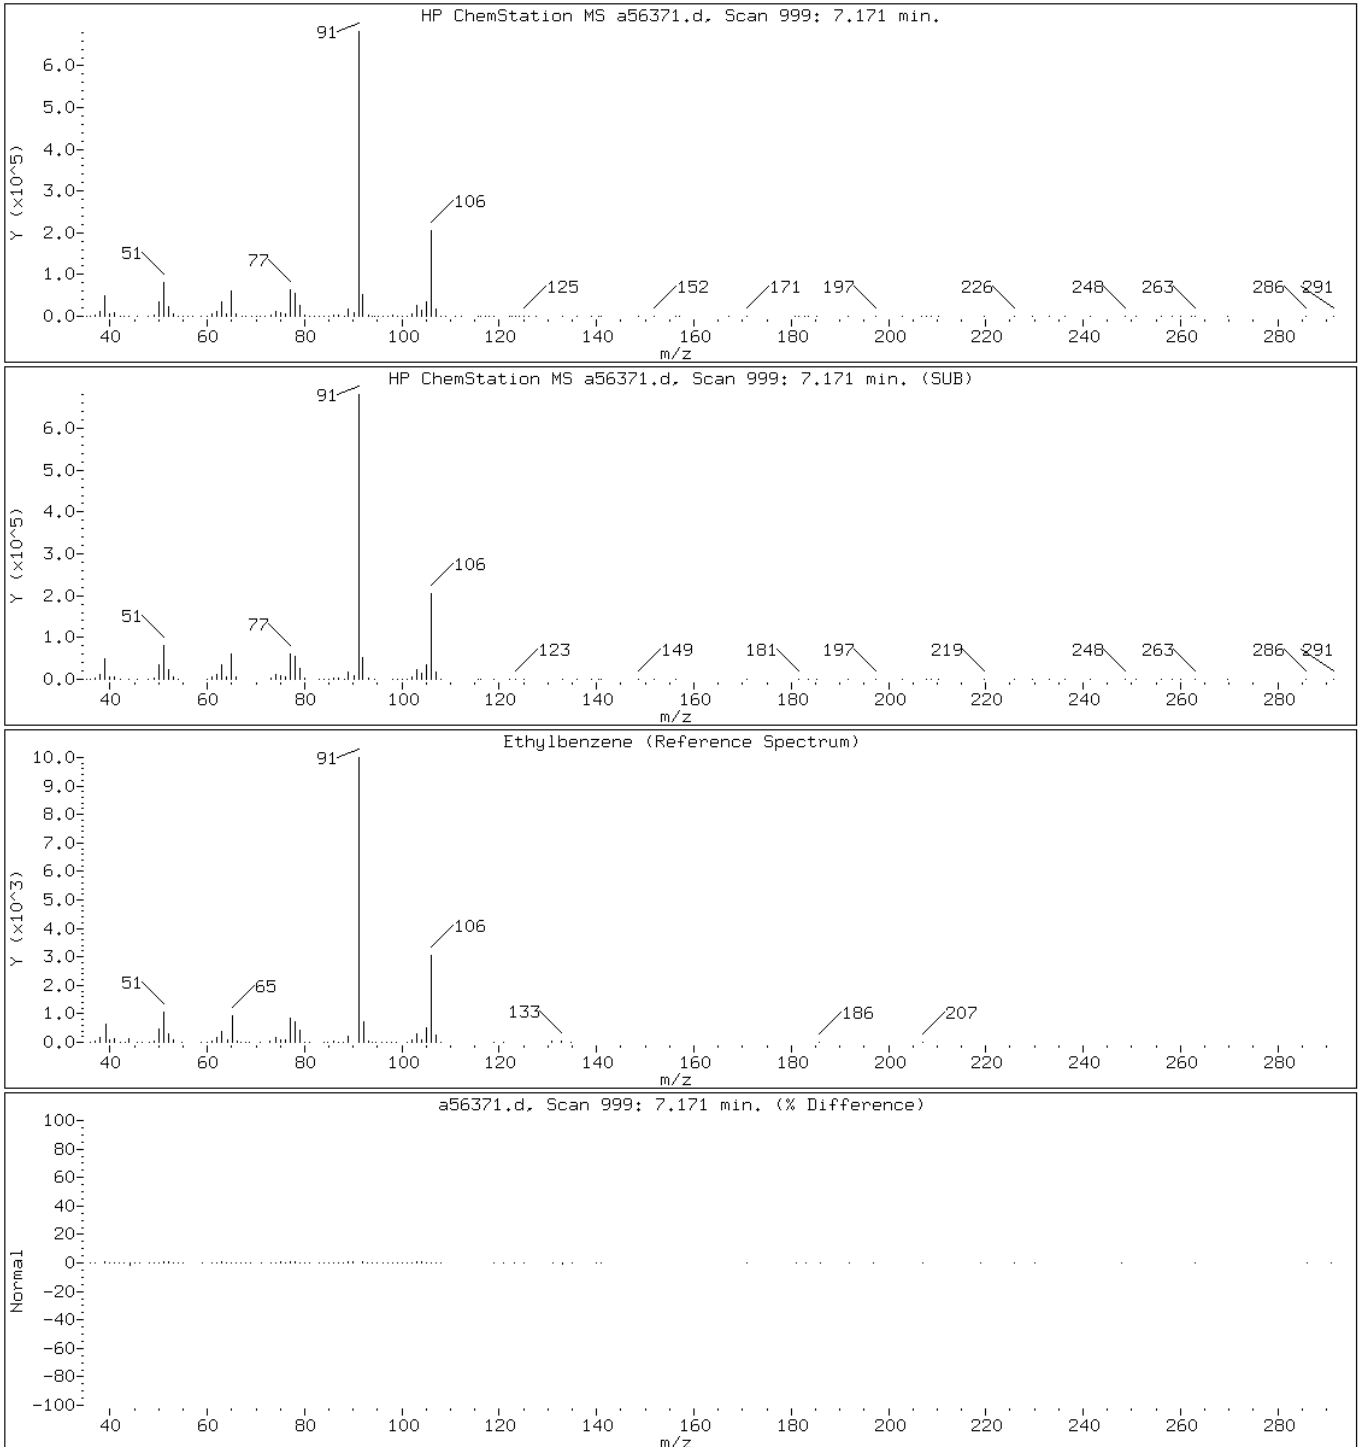 HP ChemStation MS a56371.d, Scan 999: 7.171 min.
91
6.0
5.0
4.0
3.0
106
2.0
51
77
1.0
125 152 171 197 226 248 263 286 291
0.0
Y (x10^5)
40 60 80 100 120 140 160 180 200 220 240 260 280
m/z
HP ChemStation MS a56371.d, Scan 999: 7.171 min. (SUB)
91
6.0
5.0
4.0
3.0
106
2.0
51
77
1.0
123 149 181 197 219 248 263 286 291
0.0
Y (x10^5)
40 60 80 100 120 140 160 180 200 220 240 260 280
m/z
Ethylbenzene (Reference Spectrum)
91
10.0
9.0
8.0
7.0
6.0
5.0
4.0
106
3.0
2.0
51 65
1.0
133 186 207
0.0
Y (x10^3)
40 60 80 100 120 140 160 180 200 220 240 260 280
m/z
a56371.d, Scan 999: 7.171 min. (% Difference)
100
80
60
40
20
0
-20
-40
-60
-80
-100
Normal
40 60 80 100 120 140 160 180 200 220 240 260 280
m/z